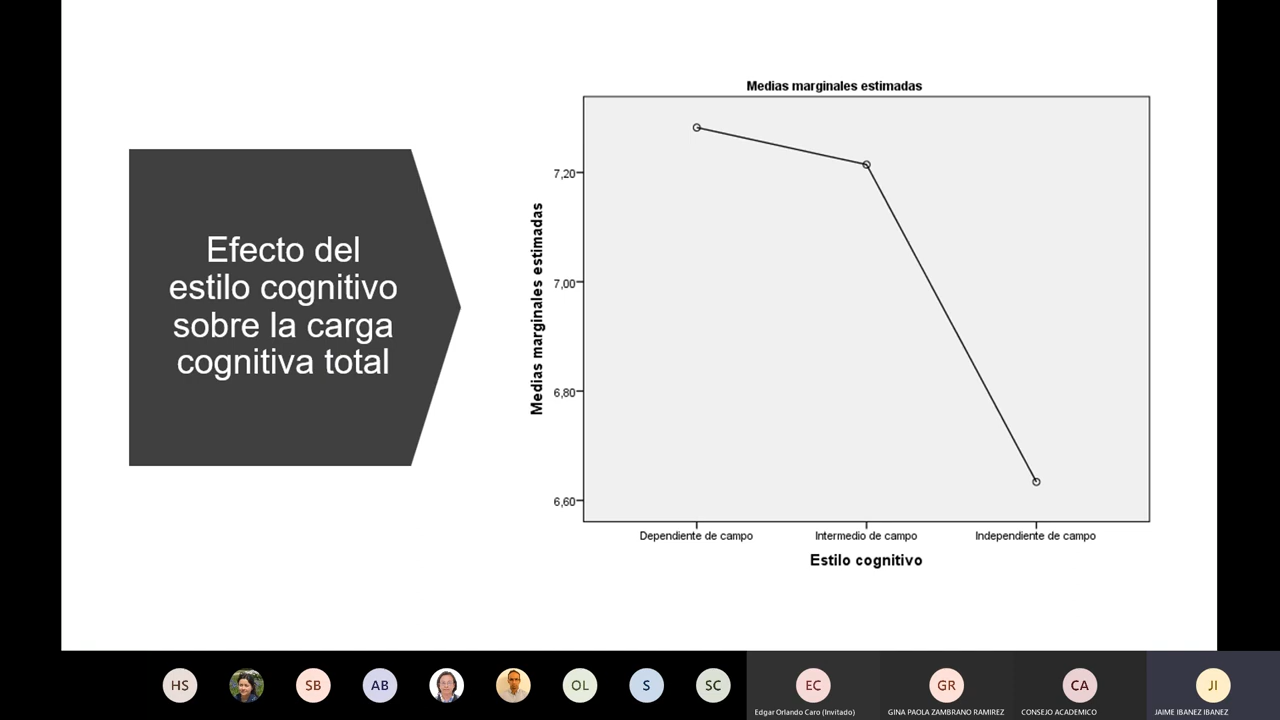 Efecto del
estilo cognitivo
sobre la carga
cognitiva total
Medias marginales estimadas
Medias marginales estimadas
7,20
7,00
6,80
6,60
Dependiente de campo
Intermedio de campo
Independiente de campo
Estilo cognitivo
HS
SB
AB
OL
S
SC
EC
GR
CA
JI
Edgar Orlando Caro (Invitado)
GINA PAOLA ZAMBRANO RAMIREZ
CONSEJO ACADEMICO
JAIME IBANEZ IBANEZ